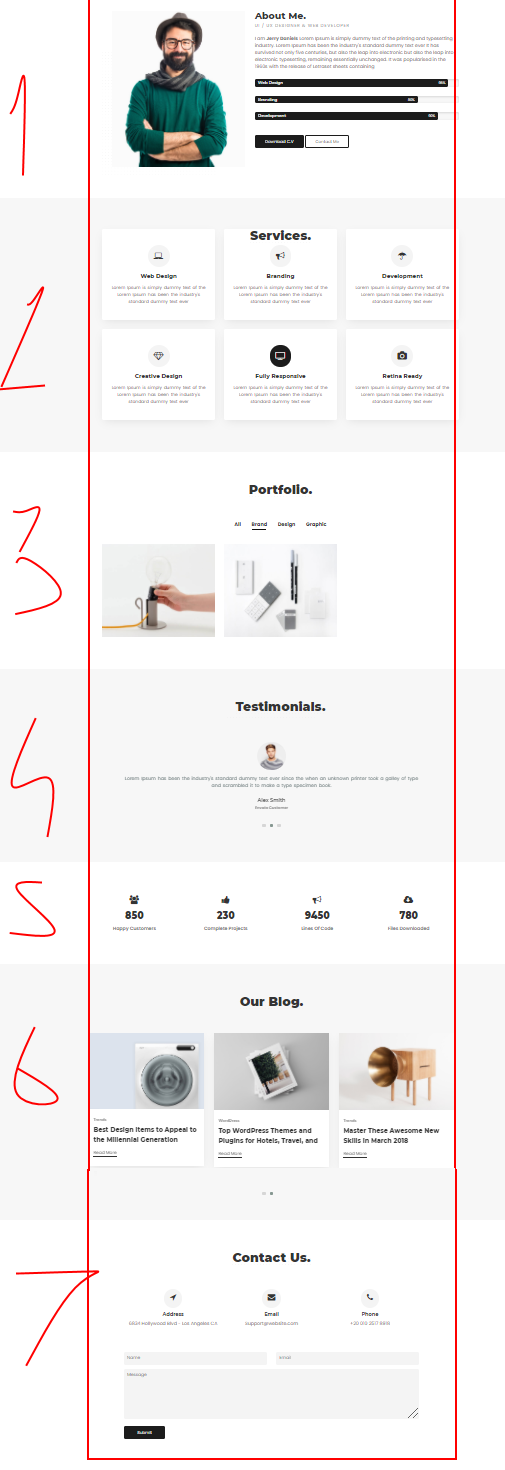 About Me.
UI / UX DESIGNER & WEB DEVELOPER
I am Jerry Daniels Lorem Ipsum is simply dummy text of the printing and typesetting
industry. Lorem Ipsum has been the industry's standard dummy text ever it has
survived not only five centuries, but also the leap into electronic but also the leap into
electronic typesetting, remaining essentially unchanged. It was popularised in the
1960s with the release of Letraset sheets containing.
1
Web Design 95%
Branding 80%
Development 90%
Download C.V Contact Me
Services.
Web Design Branding Development
Lorem Ipsum is simply dummy text of the Lorem Ipsum is simply dummy text of the Lorem Ipsum is simply dummy text of the
Lorem Ipsum has been the industry's Lorem Ipsum has been the industry's Lorem Ipsum has been the industry's
standard dummy text ever standard dummy text ever standard dummy text ever
2
Creative Design Fully Responsive Retina Ready
Lorem Ipsum is simply dummy text of the Lorem Ipsum is simply dummy text of the Lorem Ipsum is simply dummy text of the
Lorem Ipsum has been the industry's Lorem Ipsum has been the industry's Lorem Ipsum has been the industry's
standard dummy text ever standard dummy text ever standard dummy text ever
Portfolio.
All Brand Design Graphic
3
Testimonials.
4
Lorem Ipsum has been the industry's standard dummy text ever since the when an unknown printer took a galley of type
and scrambled it to make a type specimen book.
Alex Smith
Envato Customer
5
850 230 9450 780
Happy Customers Complete Projects Lines Of Code Files Downloaded
Our Blog.
6
Trends WordPress Trends
Best Design Items to Appeal to Top WordPress Themes and Master These Awesome New
the Millennial Generation Plugins for Hotels, Travel, and Skills in March 2018
Read More Read More Read More
Contact Us.
7
Address Email Phone
Hollywood Blvd - Los Angeles CA support@website.com
Name Email
Message
Submit